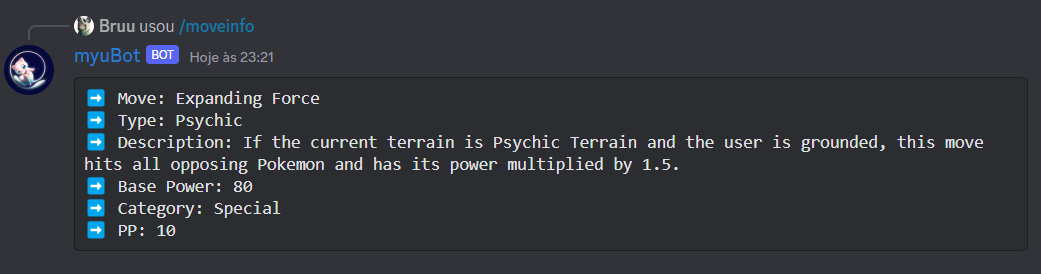 Bruu usou /moveinfo
myuBot BOT Hoje às 23:21
➡️ Move: Expanding Force
➡️ Type: Psychic
➡️ Description: If the current terrain is Psychic Terrain and the user is grounded, this move
hits all opposing Pokemon and has its power multiplied by 1.5.
➡️ Base Power: 80
➡️ Category: Special
➡️ PP: 10